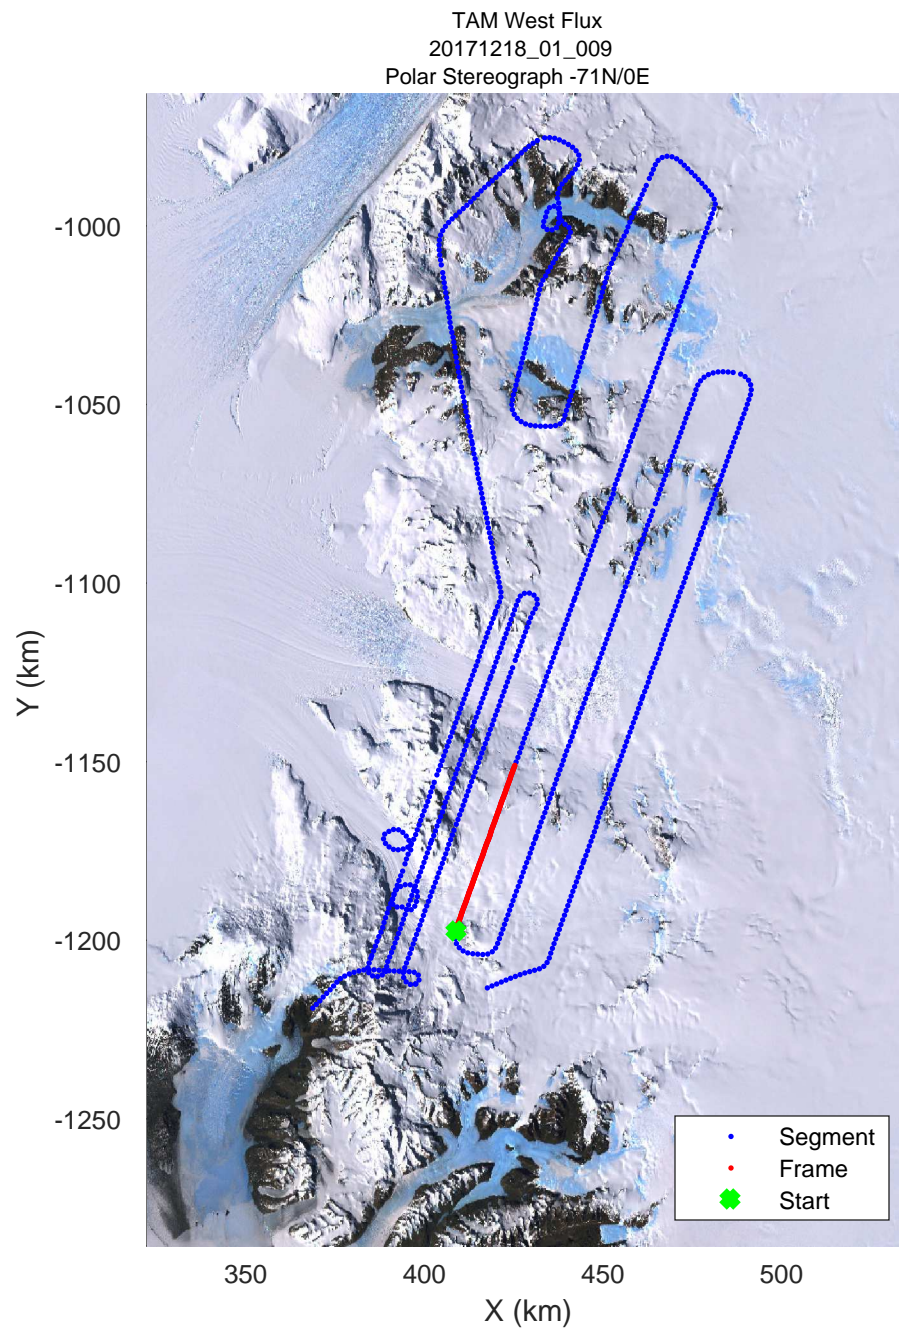 TAM West Flux
20171218_01_009
Polar Stereograph -71N/0E
-1000
-1050
-1100
-1150
-1200
-1250
Y (km)
350
400
450
500
X (km)
Segment
Frame
Start